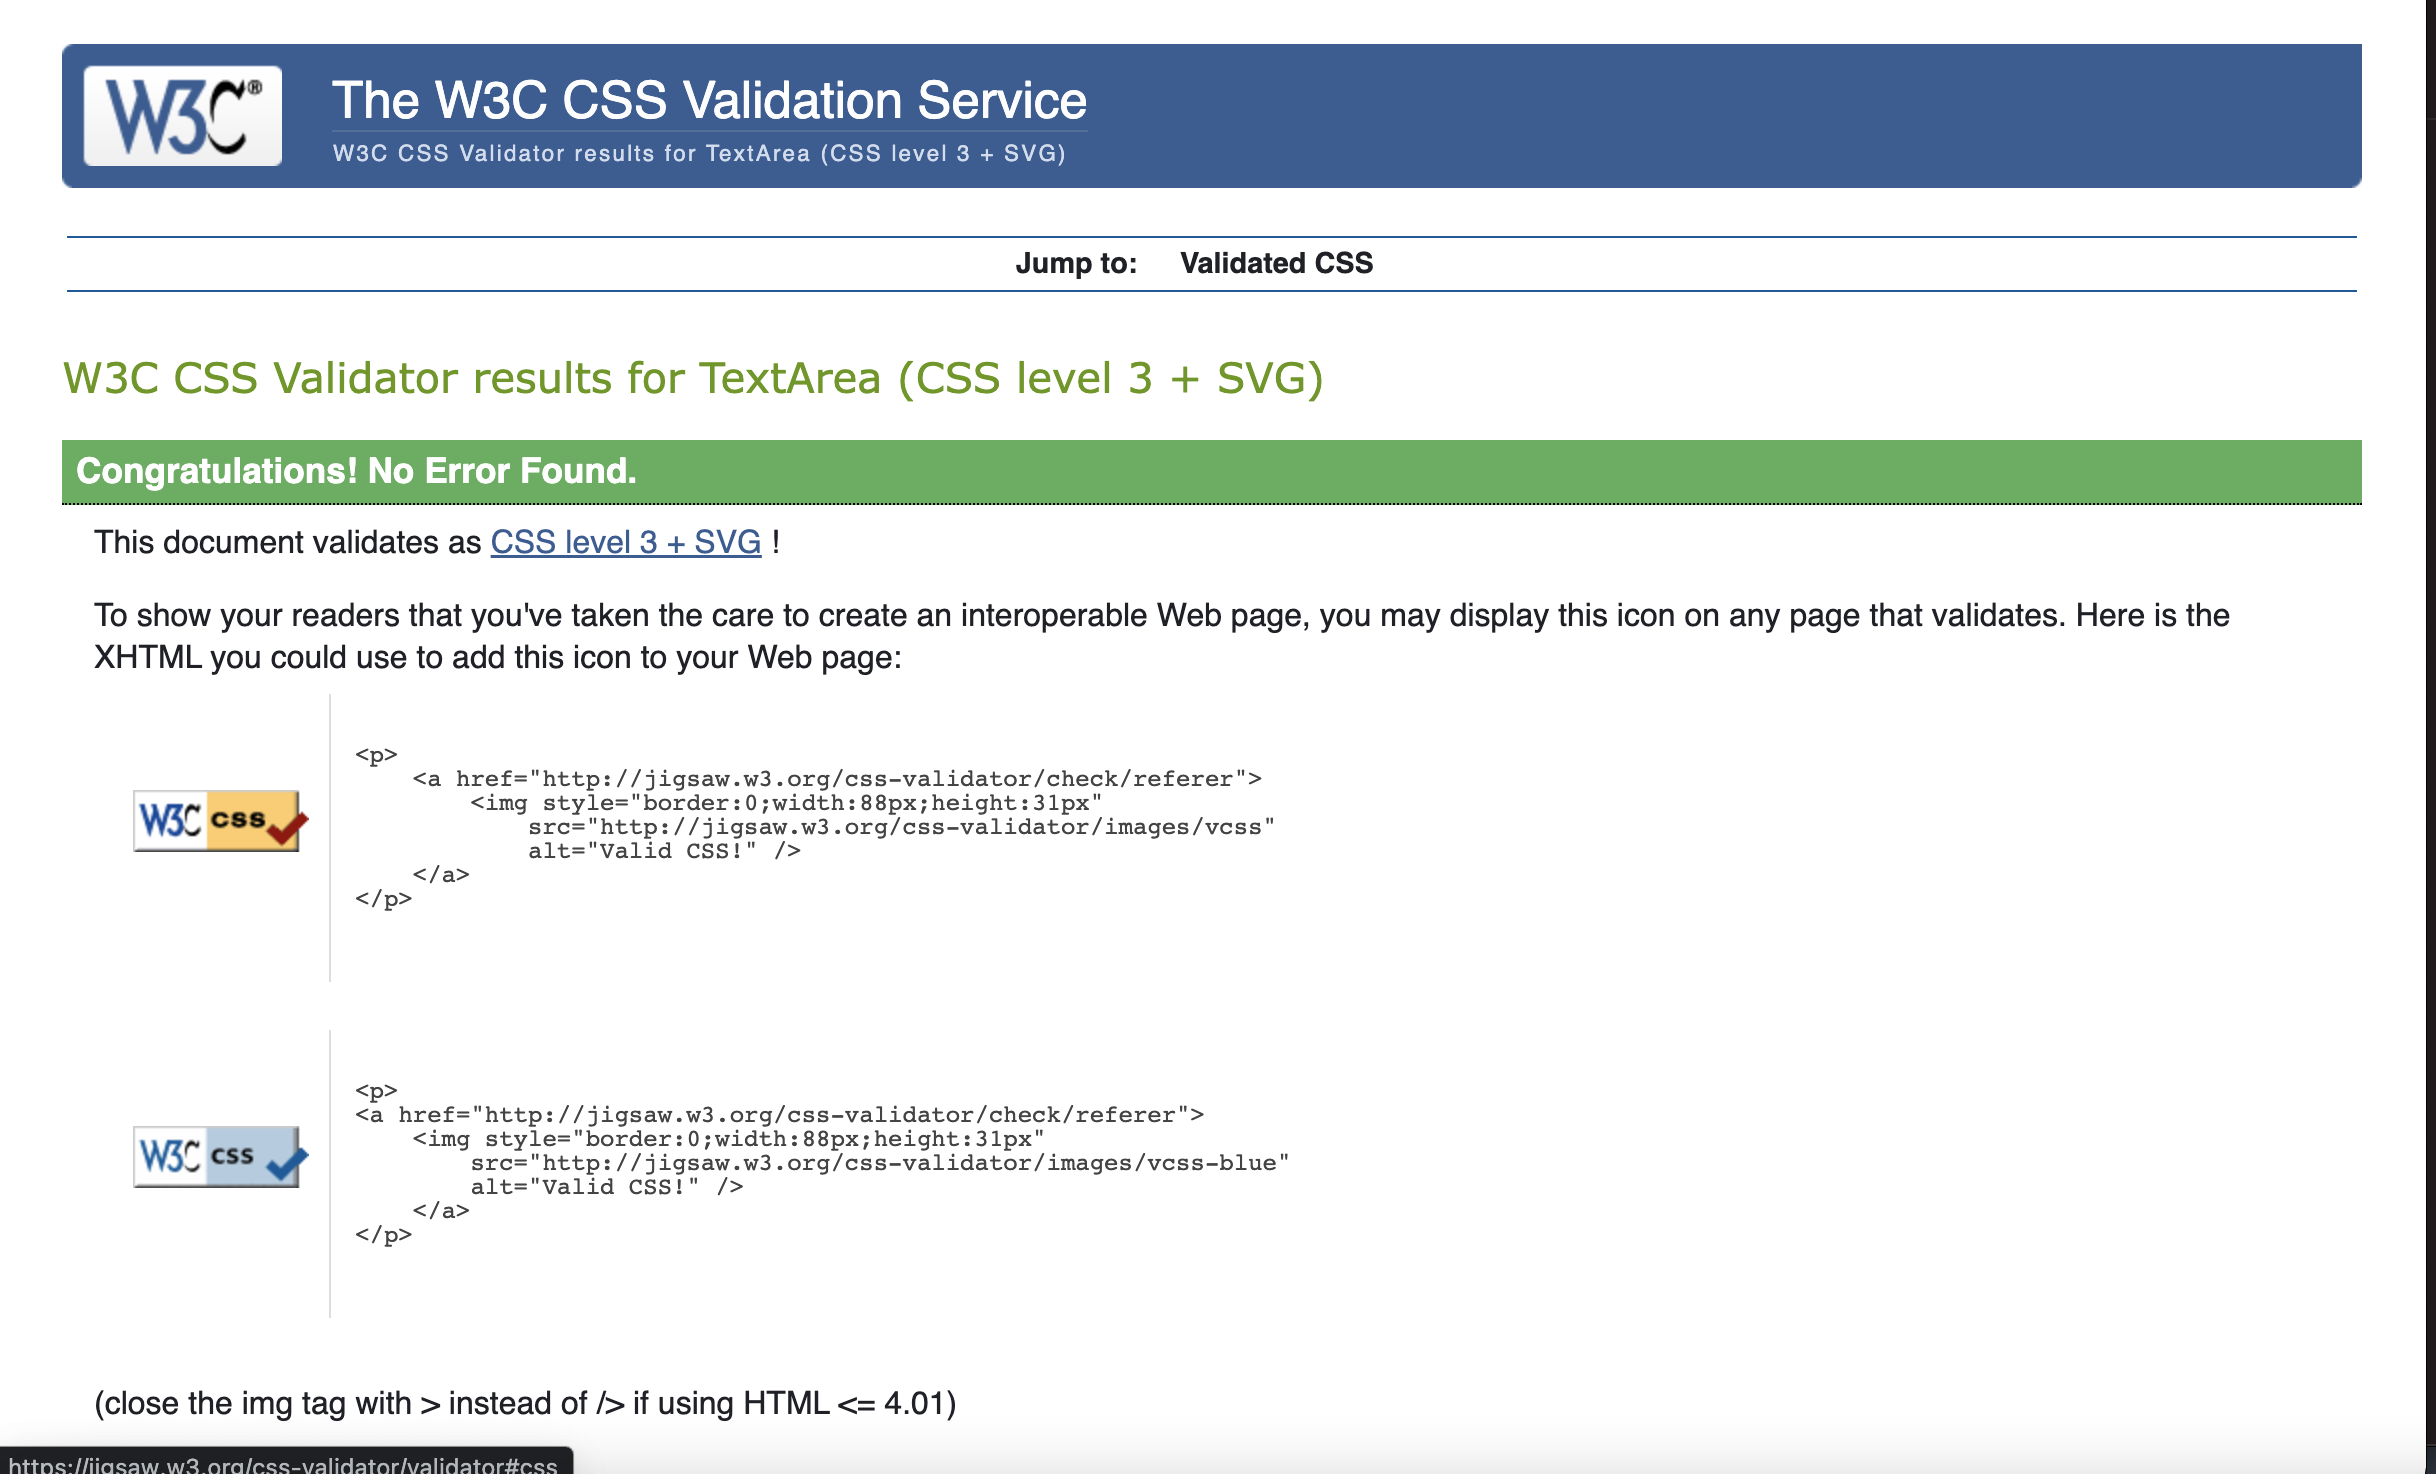 W3C®
The W3C CSS Validation Service
W3C CSS Validator results for TextArea (CSS level 3 + SVG)
Jump to: Validated CSS
W3C CSS Validator results for TextArea (CSS level 3 + SVG)
Congratulations! No Error Found.
This document validates as CSS level 3 + SVG !
To show your readers that you've taken the care to create an interoperable Web page, you may display this icon on any page that validates. Here is the
XHTML you could use to add this icon to your Web page:
W3C css
<p>
    <a href="http://jigsaw.w3.org/css-validator/check/referer">
        <img style="border:0;width:88px;height:31px"
            src="http://jigsaw.w3.org/css-validator/images/vcss"
            alt="Valid CSS!" />
    </a>
</p>
W3C css
<p>
<a href="http://jigsaw.w3.org/css-validator/check/referer">
    <img style="border:0;width:88px;height:31px"
        src="http://jigsaw.w3.org/css-validator/images/vcss-blue"
        alt="Valid CSS!" />
    </a>
</p>
(close the img tag with > instead of /> if using HTML <= 4.01)
https://jigsaw.w3.org/css-validator/validator#css